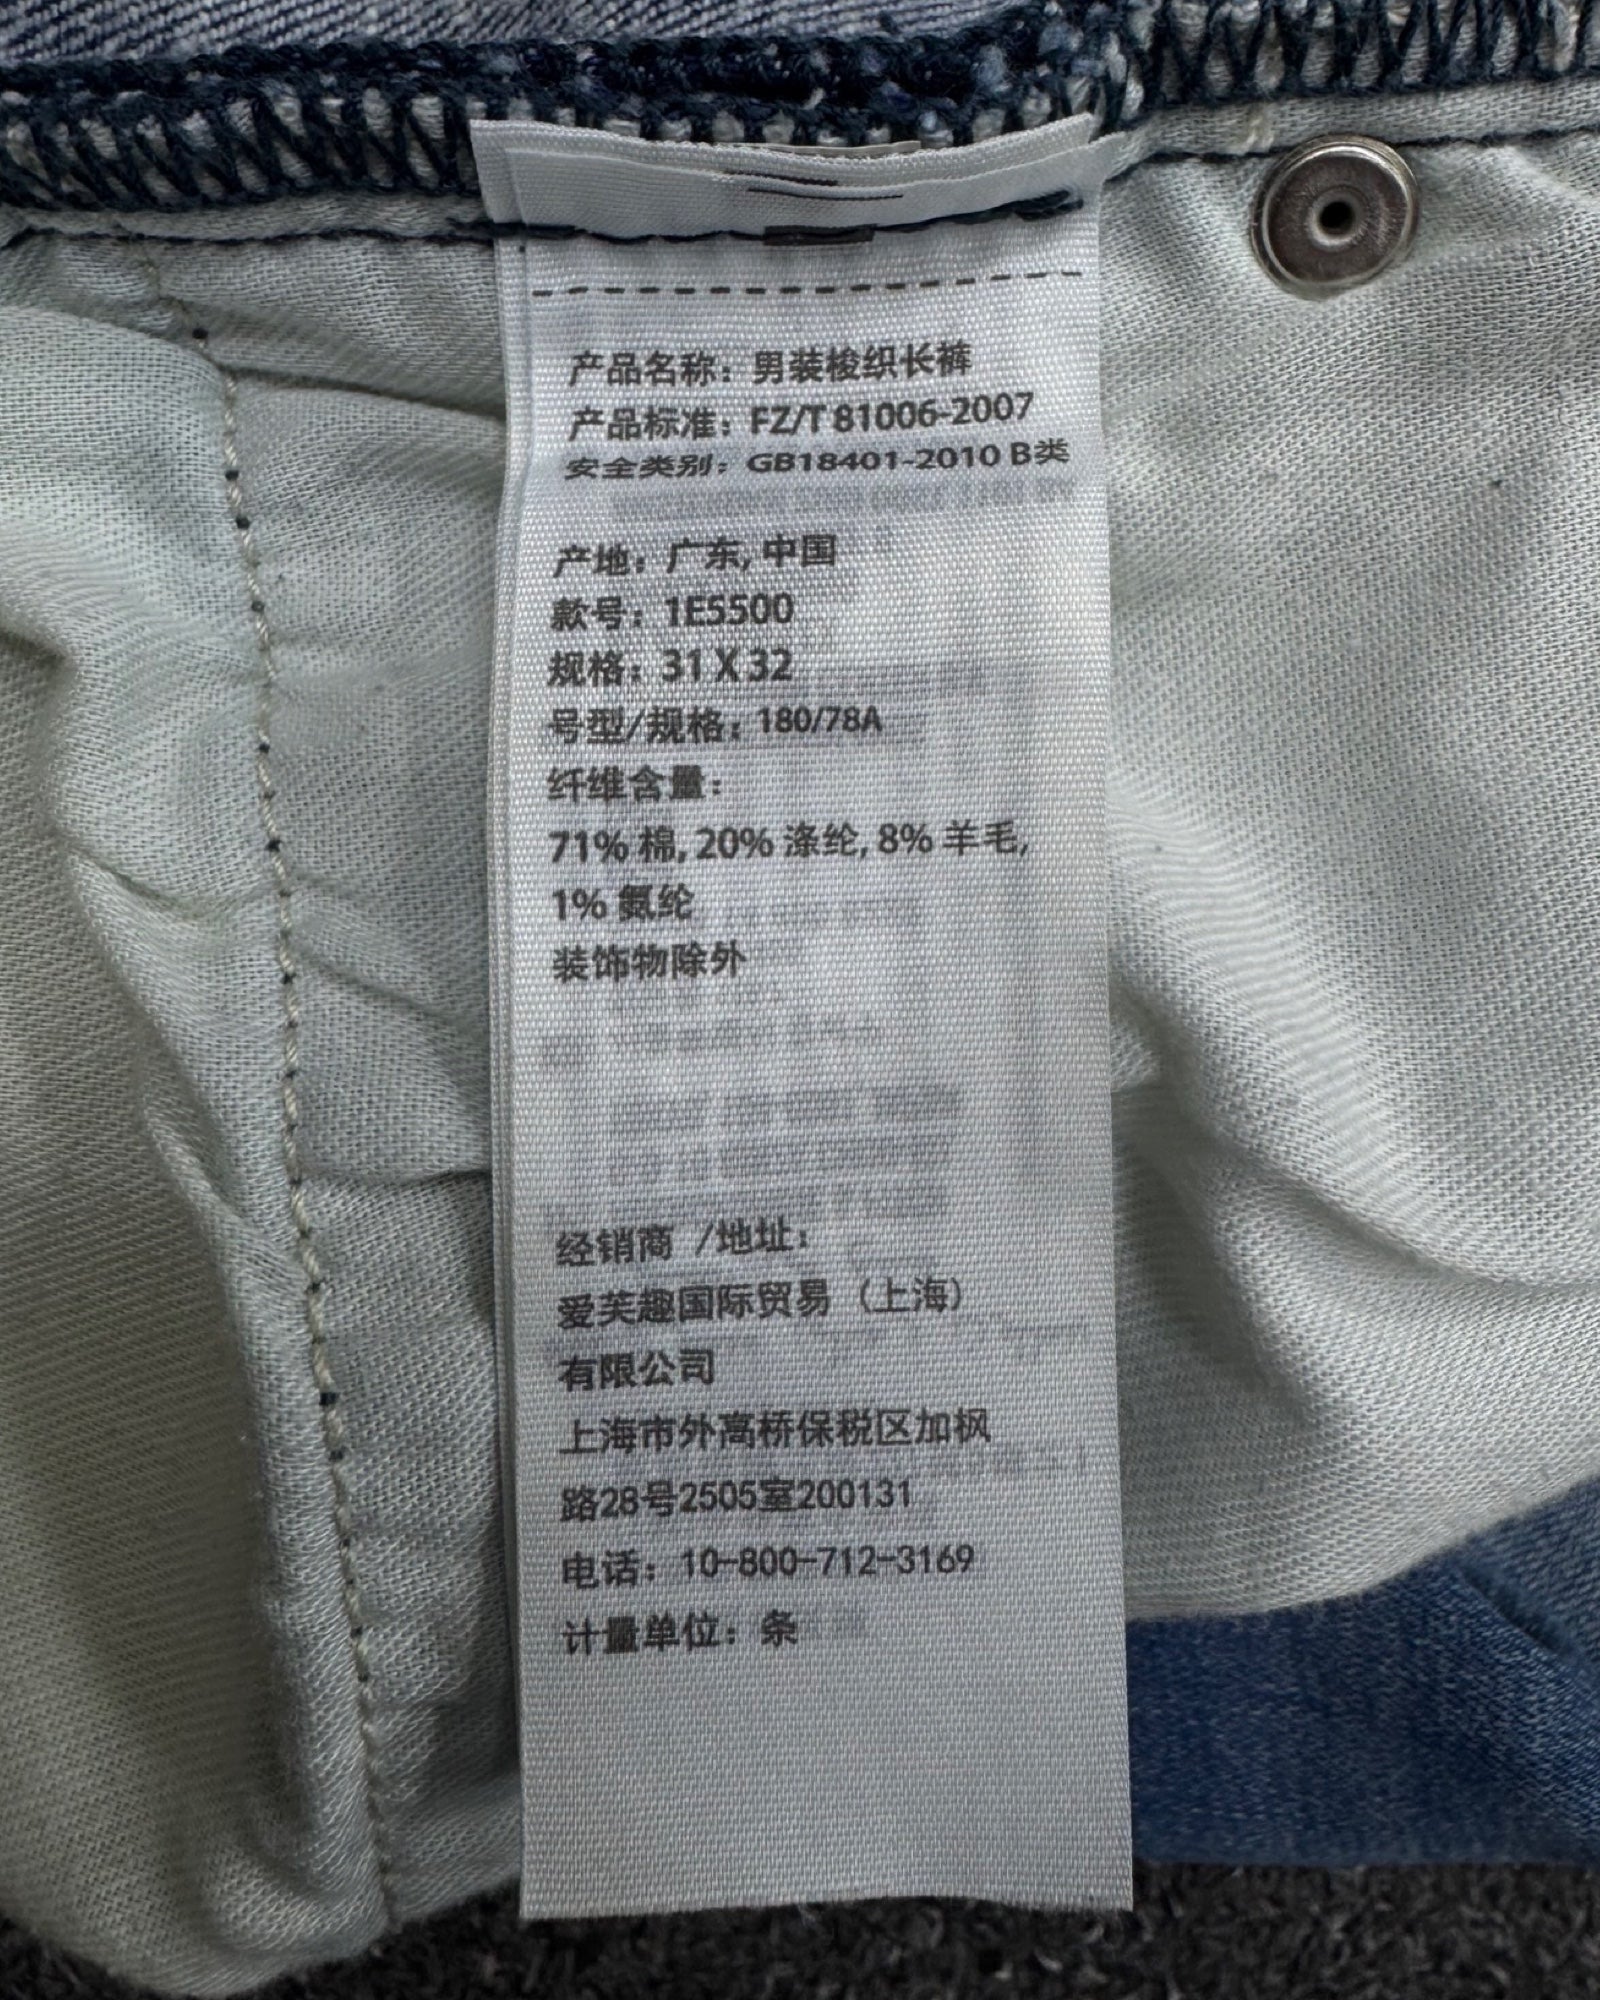 产品名称：男装梭织长裤
产品标准：FZ/T 81006-2007
安全类别：GB18401-2010 B类
产地：广东, 中国
款号：1E5500
规格：31 X 32
号型/规格：180/78A
纤维含量：
71% 棉, 20% 涤纶, 8% 羊毛,
1% 氨纶
装饰物除外
经销商 /地址：
爱芙趣国际贸易（上海）
有限公司
上海市外高桥保税区加枫
路28号2505室200131
电话：10-800-712-3169
计量单位：条